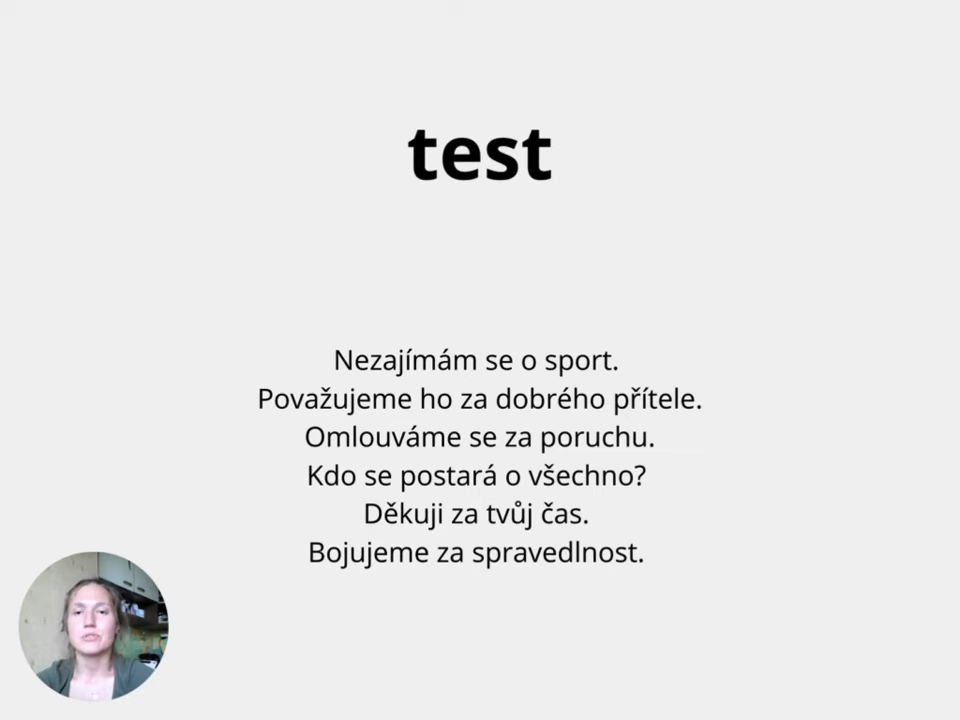 test
Nezajímám se o sport.
Považujeme ho za dobrého přítele.
Omlouváme se za poruchu.
Kdo se postará o všechno?
Děkuji za tvůj čas.
Bojujeme za spravedlnost.